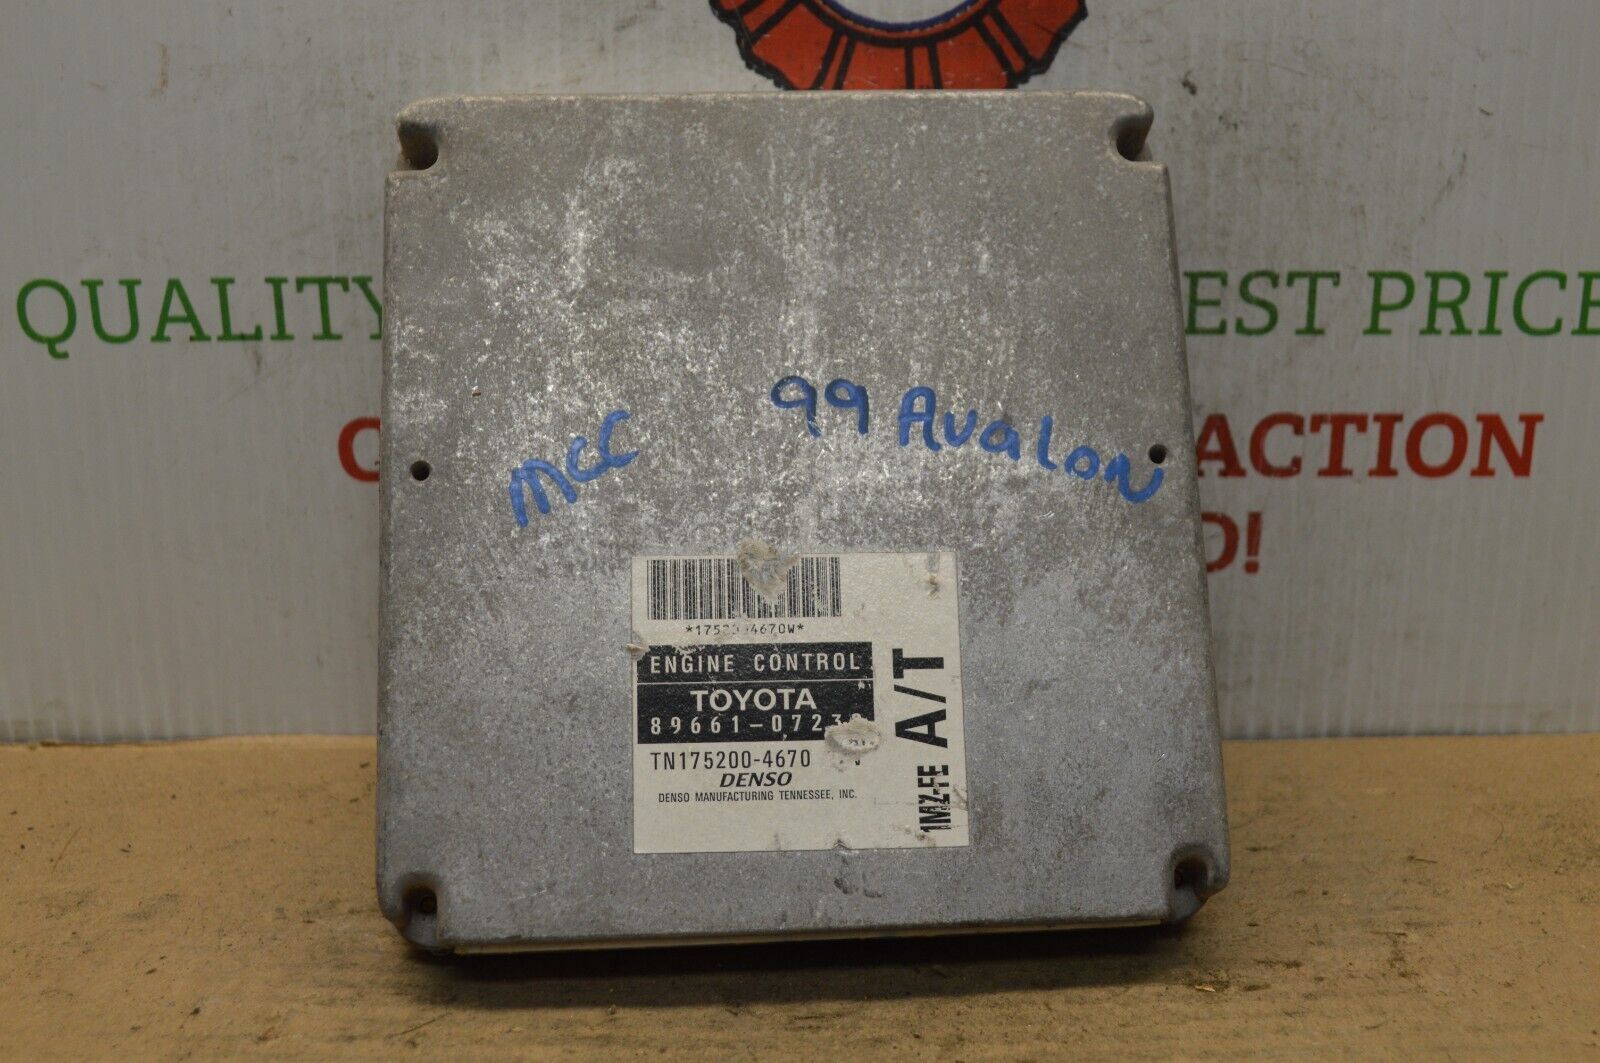 QUALITY EST PRICE
99 Avalon
MCC
ACTION
D!
ENGINE CONTROL
TOYOTA
TN175200-4670
DENSO
DENSO MANUFACTURING TENNESSEE, INC.
A/T
1MZ-FE